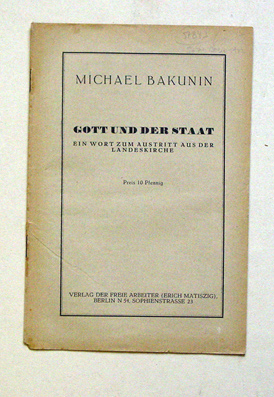 MICHAEL BAKUNIN
GOTT UND DER STAAT
EIN WORT ZUM AUSTRITT AUS DER
LANDESKIRCHE
Preis 10 Pfennig
VERLAG DER FREIE ARBEITER (ERICH MATISZIG),
BERLIN N 54, SOPHIENSTRASSE 23